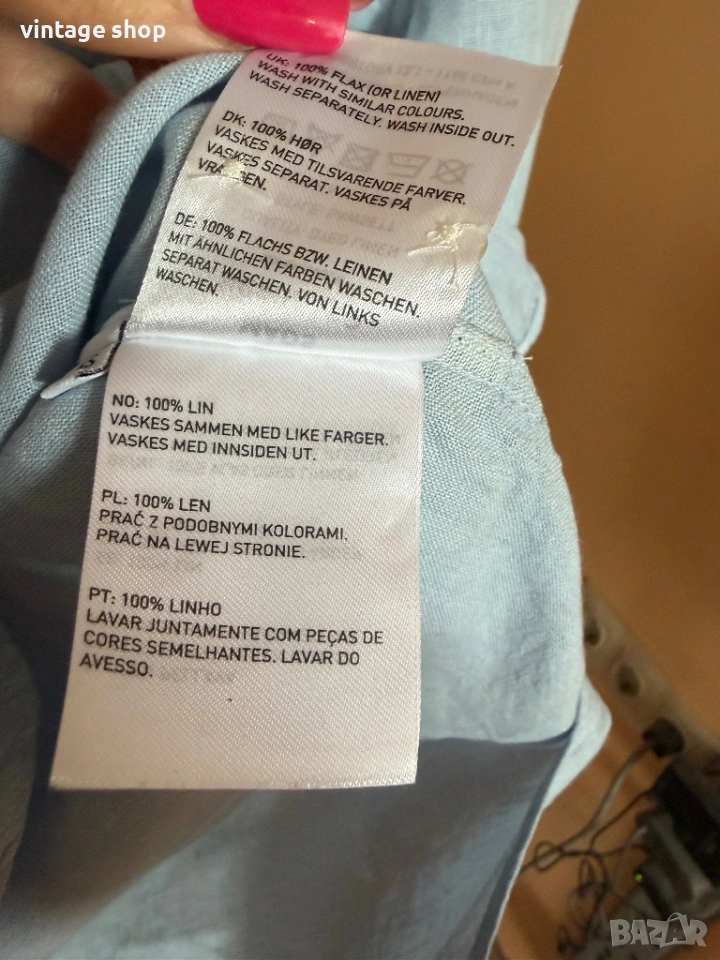 vintage shop
UK: 100% FLAX (OR LINEN)
WASH WITH SIMILAR COLOURS.
WASH SEPARATELY. WASH INSIDE OUT.
DK: 100% HØR
VASKES MED TILSVARENDE FARVER.
VASKES SEPARAT. VASKES PÅ
DE: 100% FLACHS BZW. LEINEN
MIT ÄHNLICHEN FARBEN WASCHEN.
SEPARAT WASCHEN. VON LINKS
WASCHEN.
NO: 100% LIN
VASKES SAMMEN MED LIKE FARGER.
VASKES MED INNSIDEN UT.
PL: 100% LEN
PRAĆ Z PODOBNYMI KOLORAMI.
PRAĆ NA LEWEJ STRONIE.
PT: 100% LINHO
LAVAR JUNTAMENTE COM PEÇAS DE
CORES SEMELHANTES. LAVAR DO
AVESSO.
BAZAR